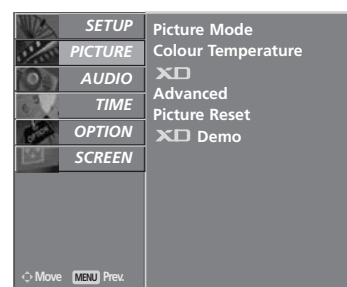 SETUP
PICTURE
AUDIO
TIME
OPTION
SCREEN
Move MENU Prev.
Picture Mode
Colour Temperature
XD
Advanced
Picture Reset
XD Demo